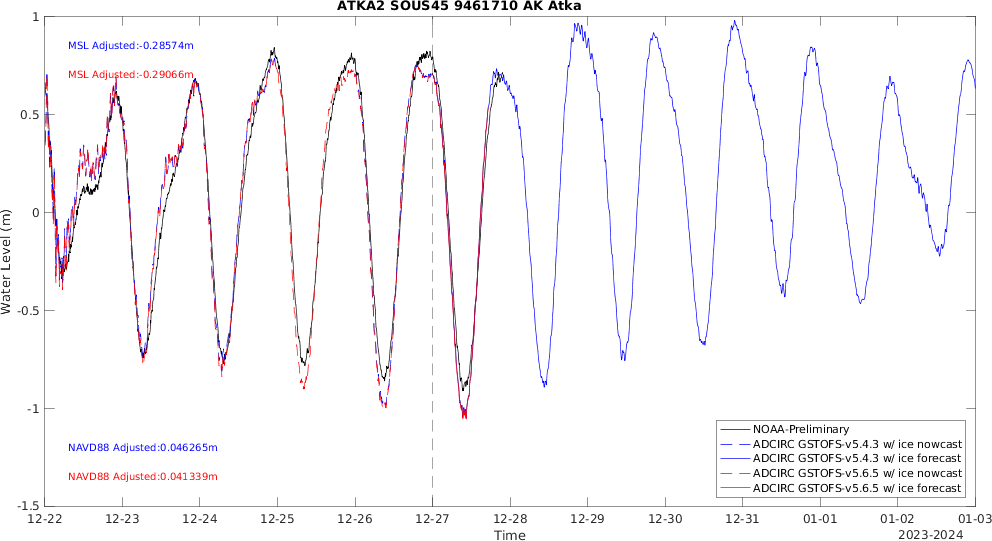 ATKA2 SOUS45 9461710 AK Atka
MSL Adjusted:-0.28574m
MSL Adjusted:-0.29066m
NAVD88 Adjusted:0.046265m
NAVD88 Adjusted:0.041339m
Water Level (m)
1
0.5
0
-0.5
-1
-1.5
NOAA-Preliminary
ADCIRC GSTOFS-v5.4.3 w/ ice nowcast
ADCIRC GSTOFS-v5.4.3 w/ ice forecast
ADCIRC GSTOFS-v5.6.5 w/ ice nowcast
ADCIRC GSTOFS-v5.6.5 w/ ice forecast
12-22 12-23 12-24 12-25 12-26 12-27 12-28 12-29 12-30 12-31 01-01 01-02 01-03
Time
2023-2024